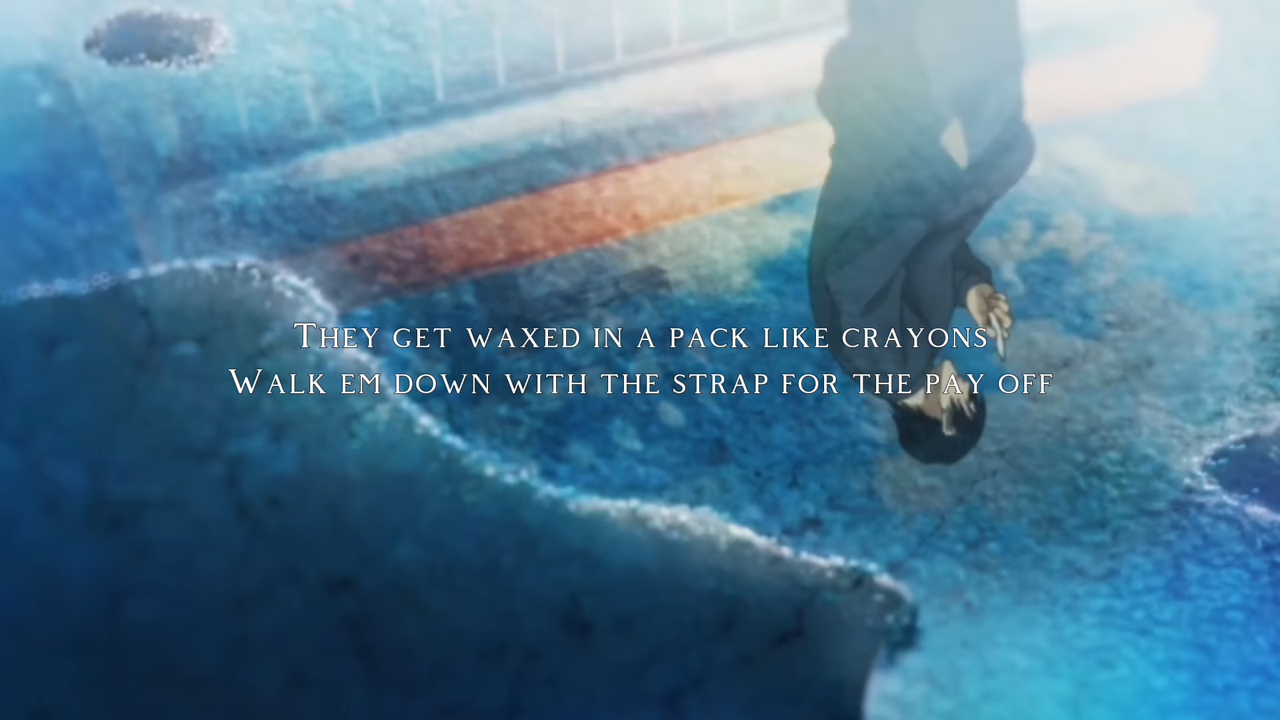 They get waxed in a pack like crayons
Walk em down with the strap for the pay off